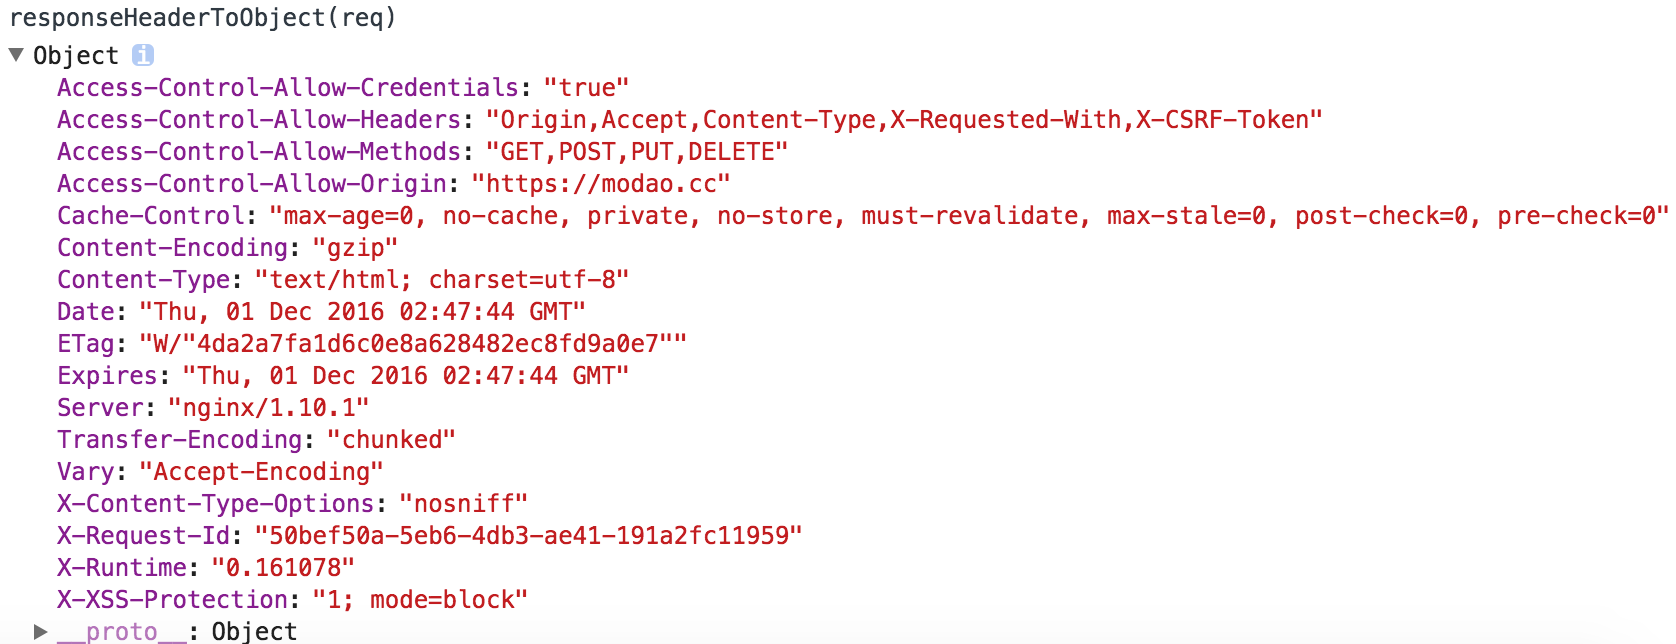 responseHeaderToObject(req)
▼ Object i
Access-Control-Allow-Credentials: "true"
Access-Control-Allow-Headers: "Origin,Accept,Content-Type,X-Requested-With,X-CSRF-Token"
Access-Control-Allow-Methods: "GET,POST,PUT,DELETE"
Access-Control-Allow-Origin: "https://modao.cc"
Cache-Control: "max-age=0, no-cache, private, no-store, must-revalidate, max-stale=0, post-check=0, pre-check=0"
Content-Encoding: "gzip"
Content-Type: "text/html; charset=utf-8"
Date: "Thu, 01 Dec 2016 02:47:44 GMT"
ETag: "W/"4da2a7fa1d6c0e8a628482ec8fd9a0e7""
Expires: "Thu, 01 Dec 2016 02:47:44 GMT"
Server: "nginx/1.10.1"
Transfer-Encoding: "chunked"
Vary: "Accept-Encoding"
X-Content-Type-Options: "nosniff"
X-Request-Id: "50bef50a-5eb6-4db3-ae41-191a2fc11959"
X-Runtime: "0.161078"
X-XSS-Protection: "1; mode=block"
▶ __proto__: Object